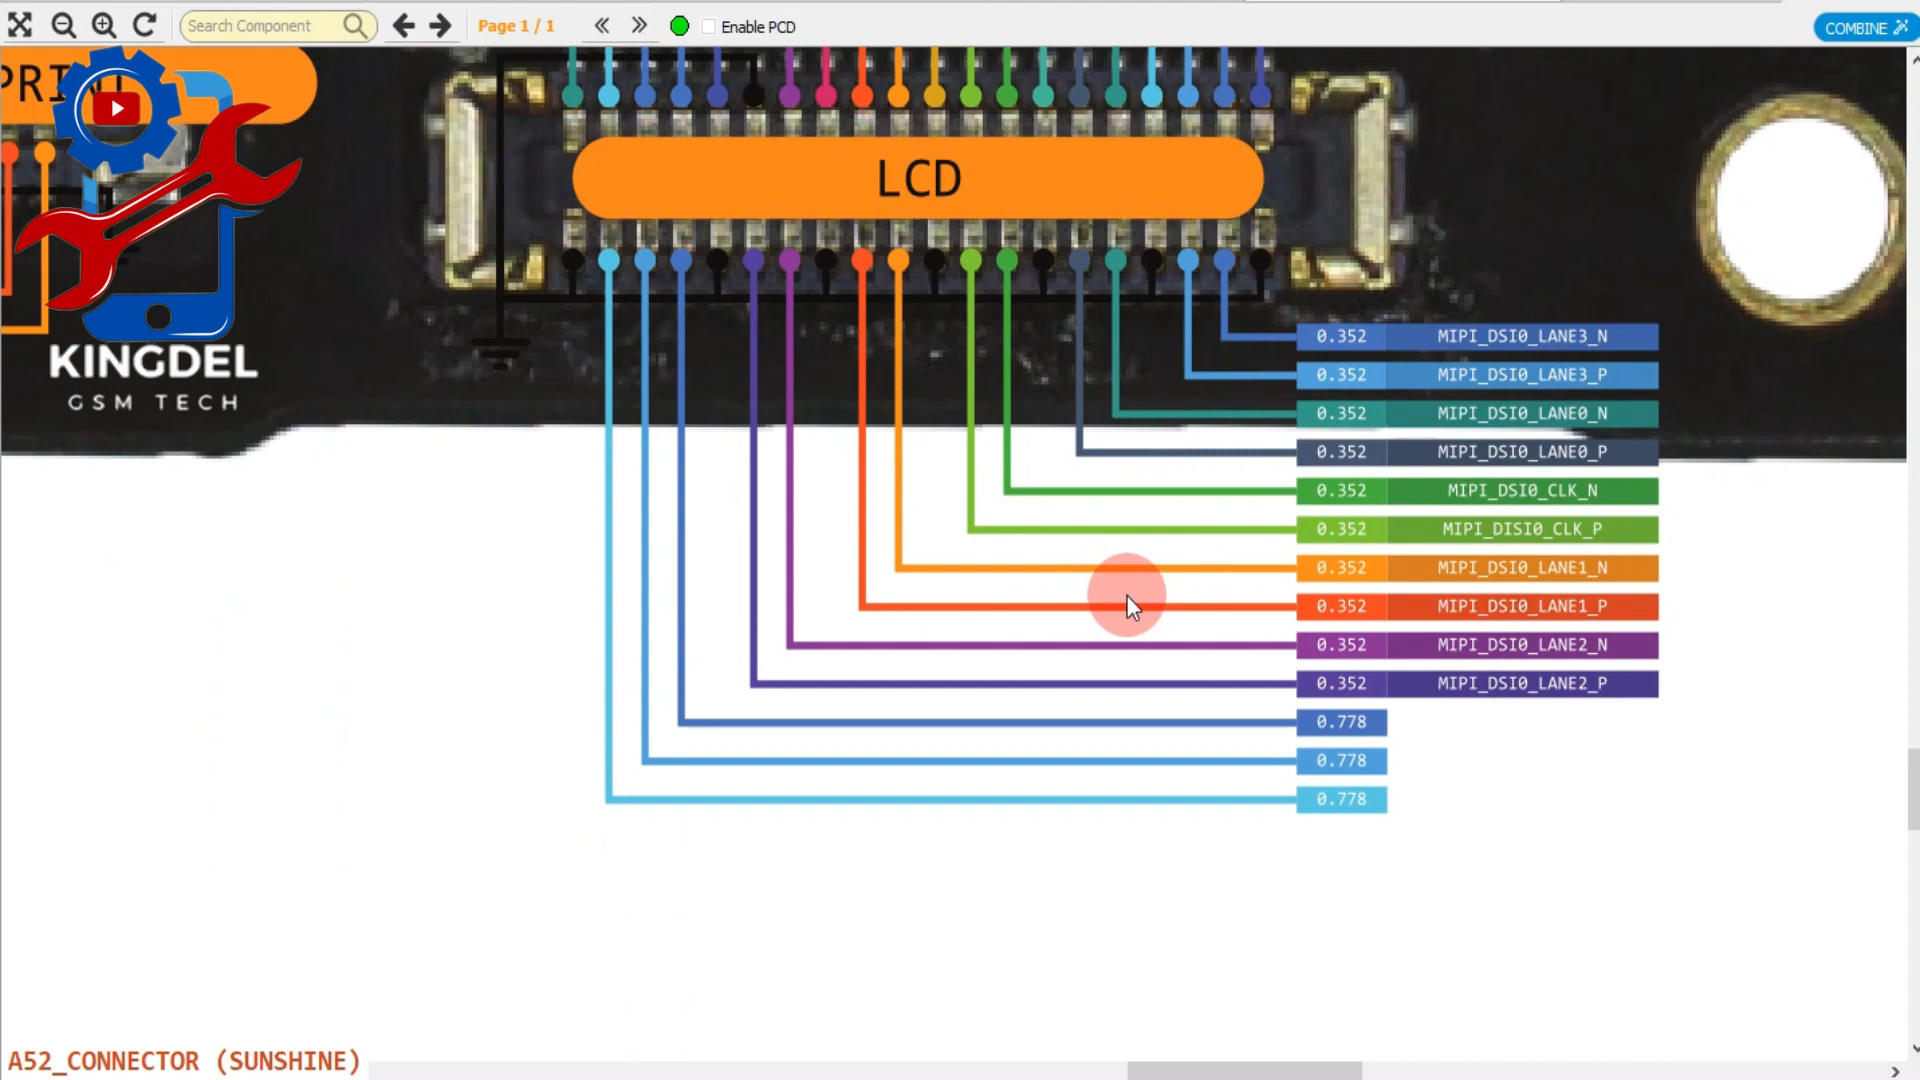 Search Component
Page 1 / 1
Enable PCD
COMBINE
PRINT
LCD
KINGDEL
GSM TECH
0.352 MIPI_DSI0_LANE3_N
0.352 MIPI_DSI0_LANE3_P
0.352 MIPI_DSI0_LANE0_N
0.352 MIPI_DSI0_LANE0_P
0.352 MIPI_DSI0_CLK_N
0.352 MIPI_DISI0_CLK_P
0.352 MIPI_DSI0_LANE1_N
0.352 MIPI_DSI0_LANE1_P
0.352 MIPI_DSI0_LANE2_N
0.352 MIPI_DSI0_LANE2_P
0.778
0.778
0.778
A52_CONNECTOR (SUNSHINE)